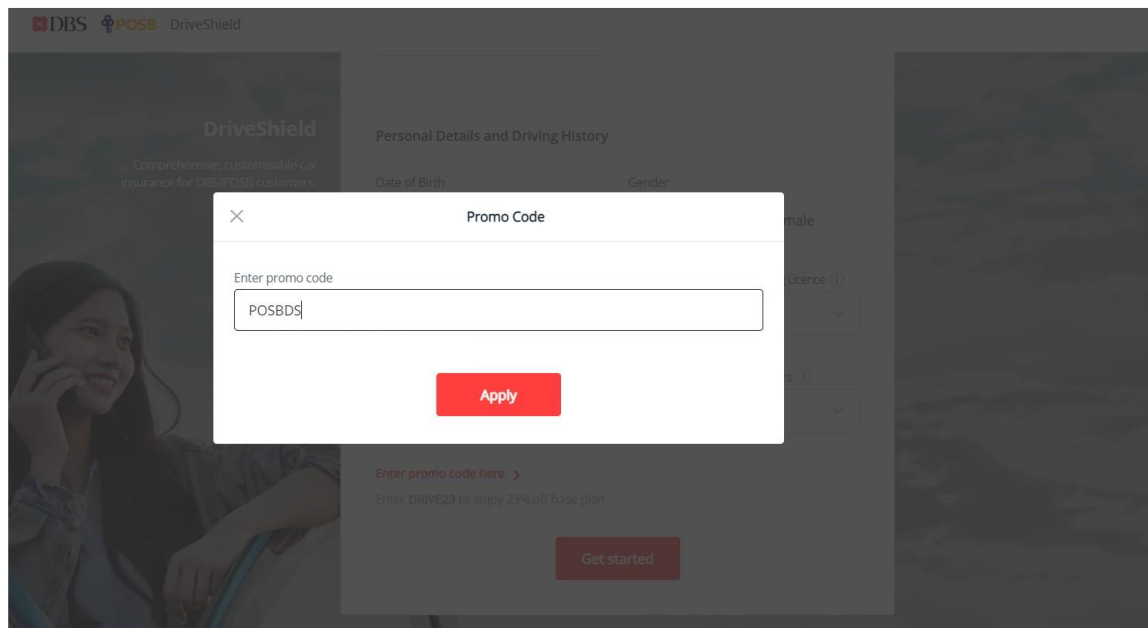 DBS POSB DriveShield
DriveShield
Comprehensive, customisable car
insurance for DBS/POSB customers.
Personal Details and Driving History
Date of Birth Gender
male
Promo Code
Enter promo code
POSBDS
Apply
Licence
Enter promo code here
Enter DRIVE23 to enjoy 23% off base plan
Get started